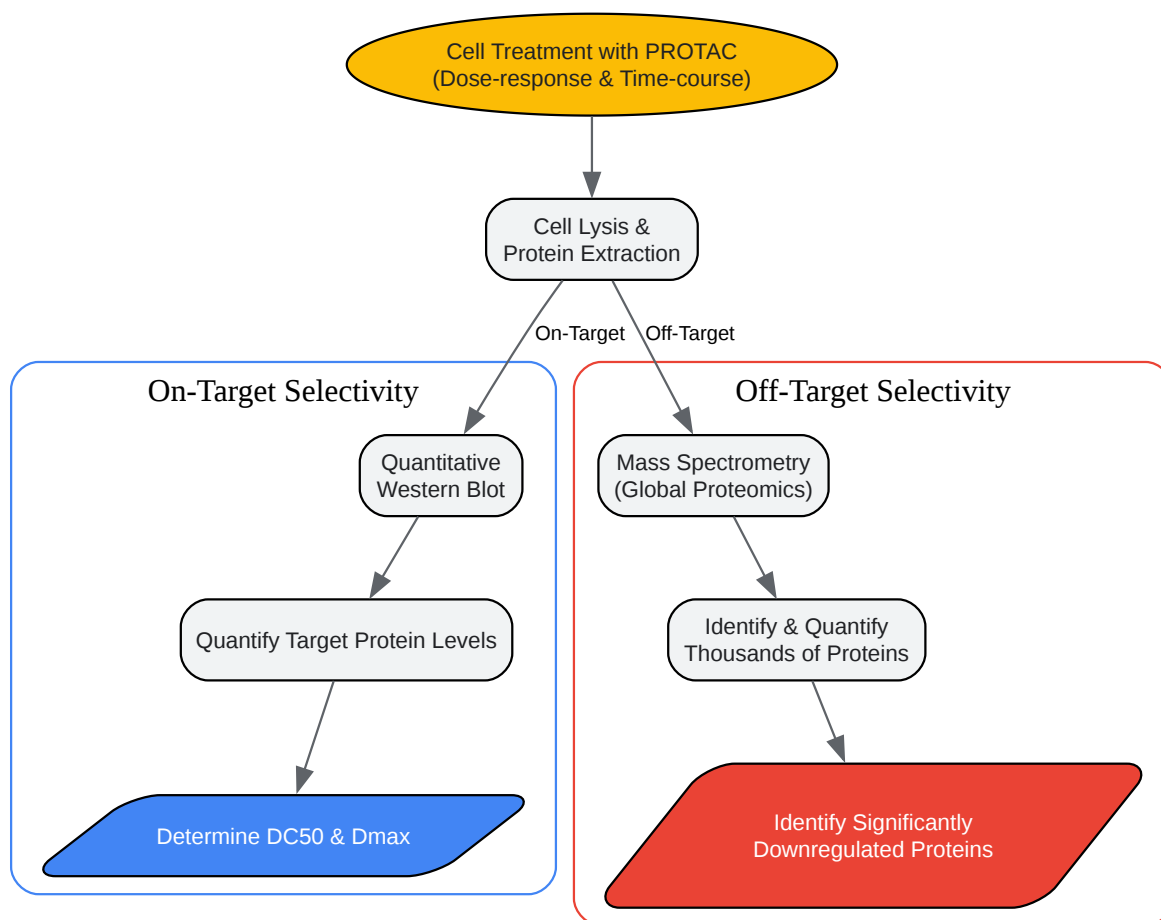 Cell Treatment with PROTAC
(Dose-response & Time-course)
Cell Lysis &
Protein Extraction
On-Target
Off-Target
On-Target Selectivity
Off-Target Selectivity
Quantitative
Western Blot
Mass Spectrometry
(Global Proteomics)
Quantify Target Protein Levels
Identify & Quantify
Thousands of Proteins
Determine DC50 & Dmax
Identify Significantly
Downregulated Proteins